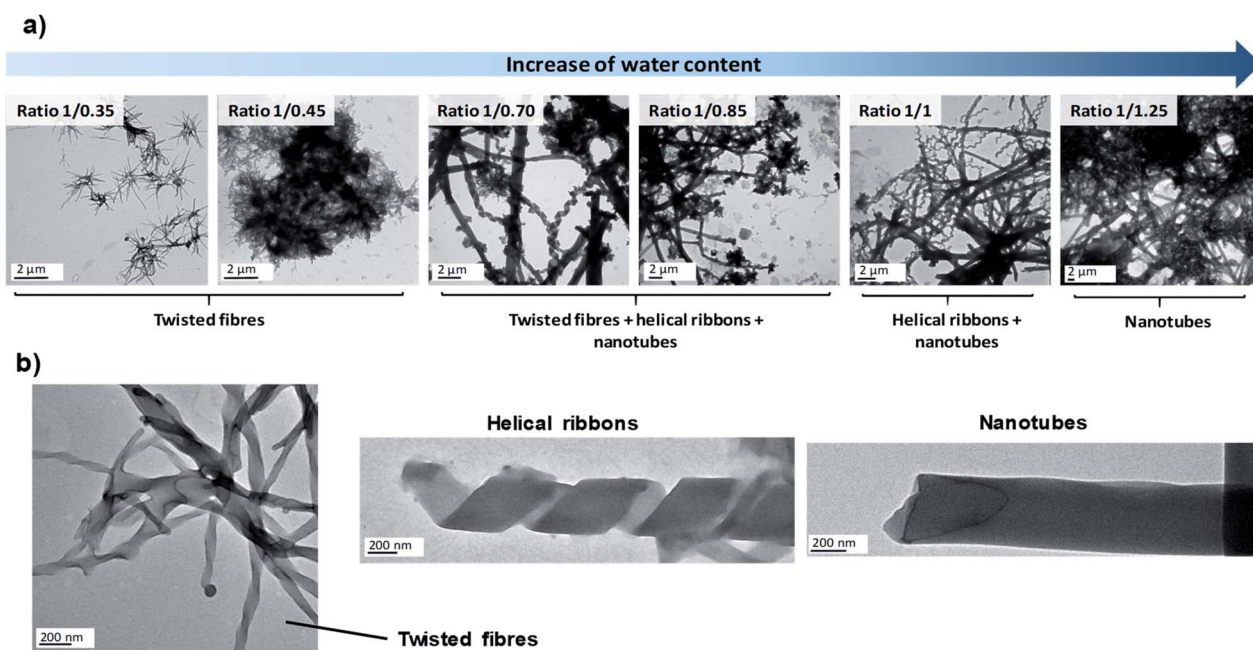 a)
Increase of water content
Ratio 1/0.35
Ratio 1/0.45
Ratio 1/0.70
Ratio 1/0.85
Ratio 1/1
Ratio 1/1.25
2 µm
2 µm
2 µm
2 µm
2 µm
2 µm
Twisted fibres
Twisted fibres + helical ribbons +
nanotubes
Helical ribbons +
nanotubes
Nanotubes
b)
Helical ribbons
Nanotubes
200 nm
200 nm
200 nm
Twisted fibres